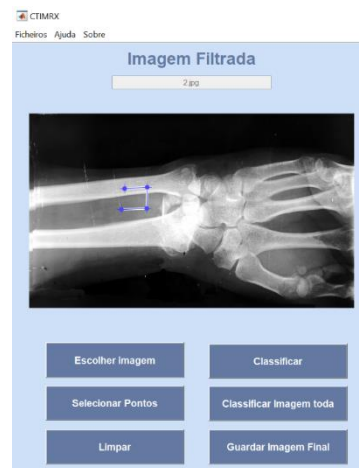 CTIMRX
Ficheiros Ajuda Sobre
Imagem Filtrada
2.jpg
Escolher imagem
Classificar
Selecionar Pontos
Classificar Imagem toda
Limpar
Guardar Imagem Final